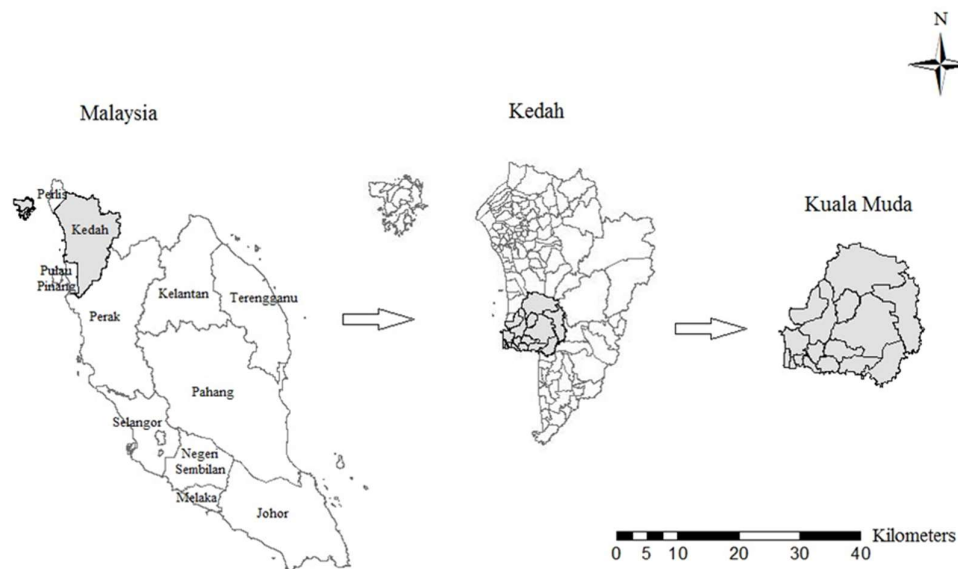 N
Malaysia
Kedah
Kuala Muda
Perlis
Kedah
Pulau
Pinang
Kelantan
Terengganu
Perak
Pahang
Selangor
Negeri
Sembilan
Melaka
Johor
Kilometers
0 5 10 20 30 40